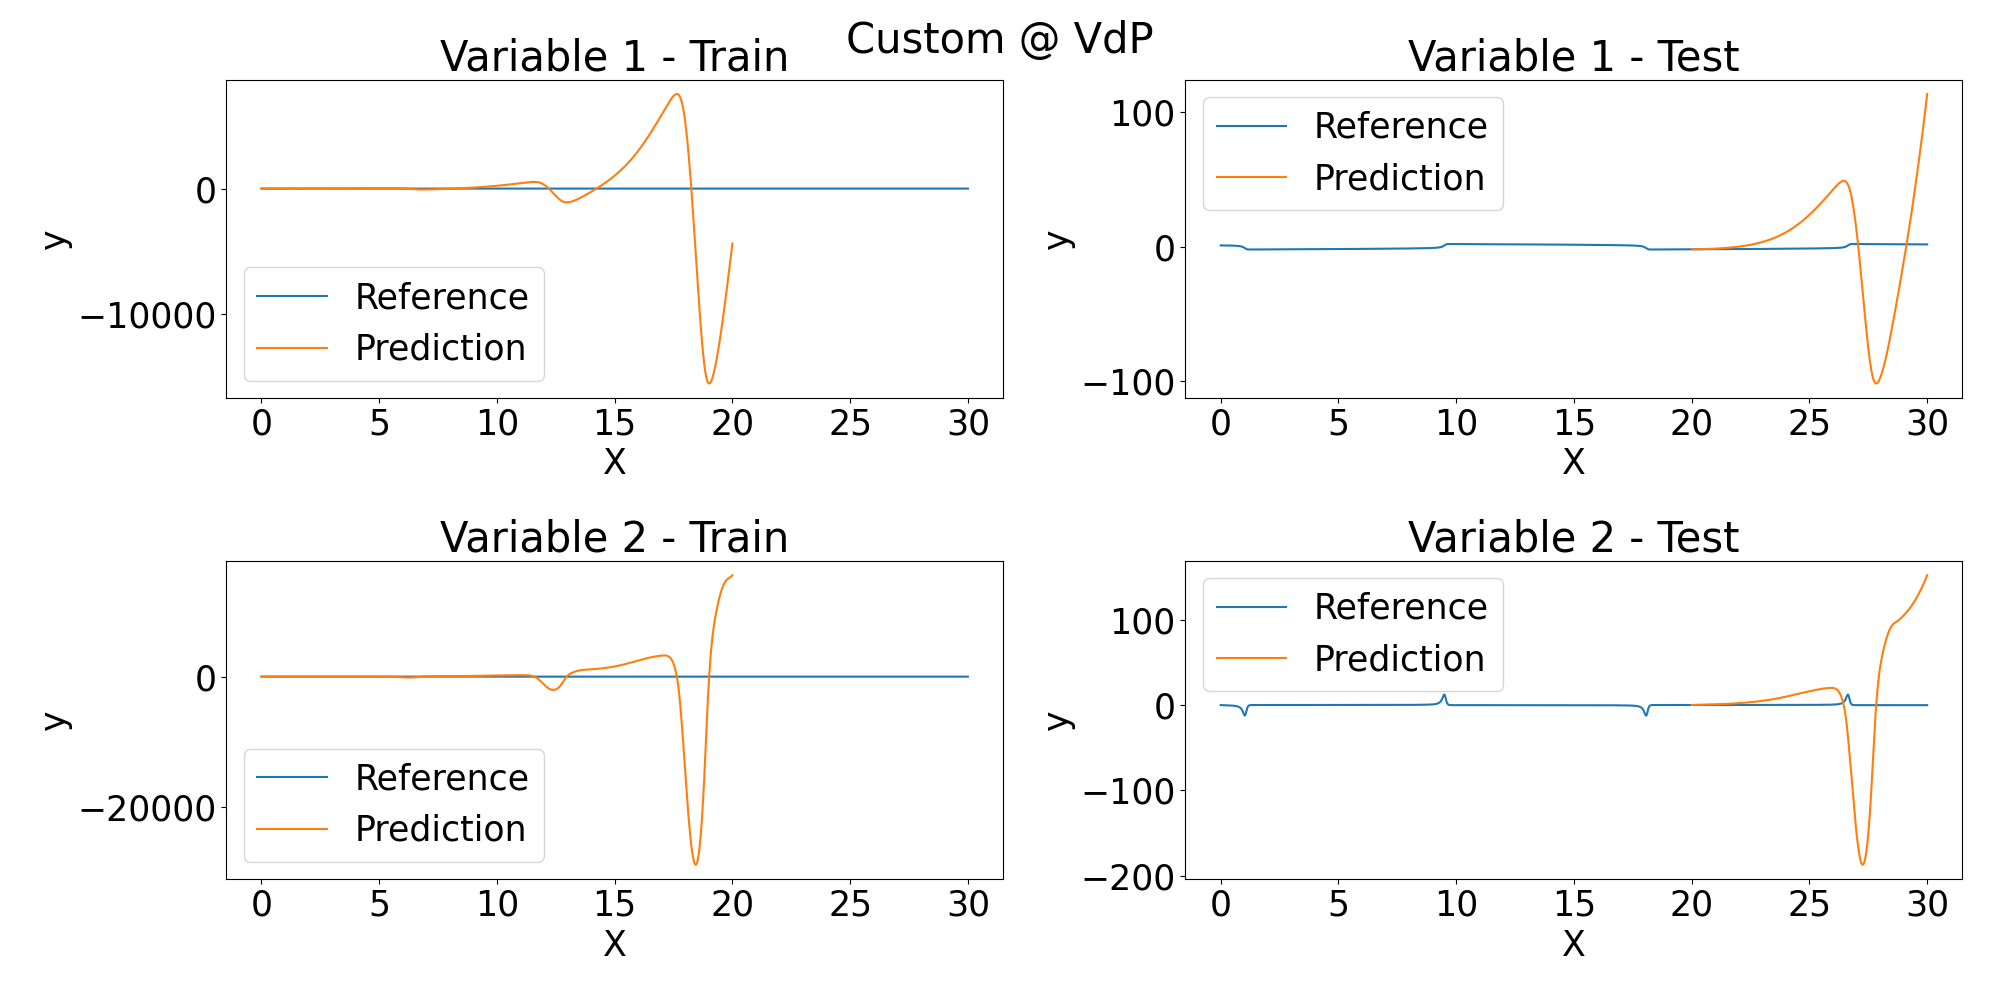 Custom @ VdP
Variable 1 - Train
y
0
−10000
Reference
Prediction
0 5 10 15 20 25 30
X
Variable 1 - Test
y
100
0
−100
Reference
Prediction
0 5 10 15 20 25 30
X
Variable 2 - Train
y
0
−20000
Reference
Prediction
0 5 10 15 20 25 30
X
Variable 2 - Test
y
100
0
−100
−200
Reference
Prediction
0 5 10 15 20 25 30
X